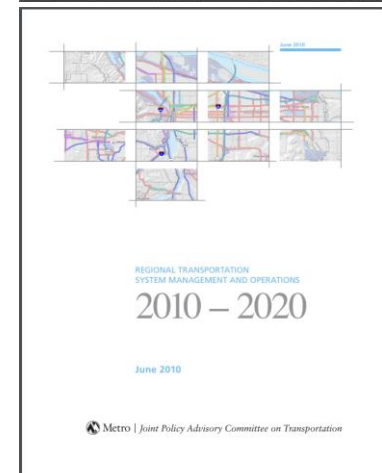 June 2010
REGIONAL TRANSPORTATION
SYSTEM MANAGEMENT AND OPERATIONS
2010 – 2020
June 2010
Metro | Joint Policy Advisory Committee on Transportation